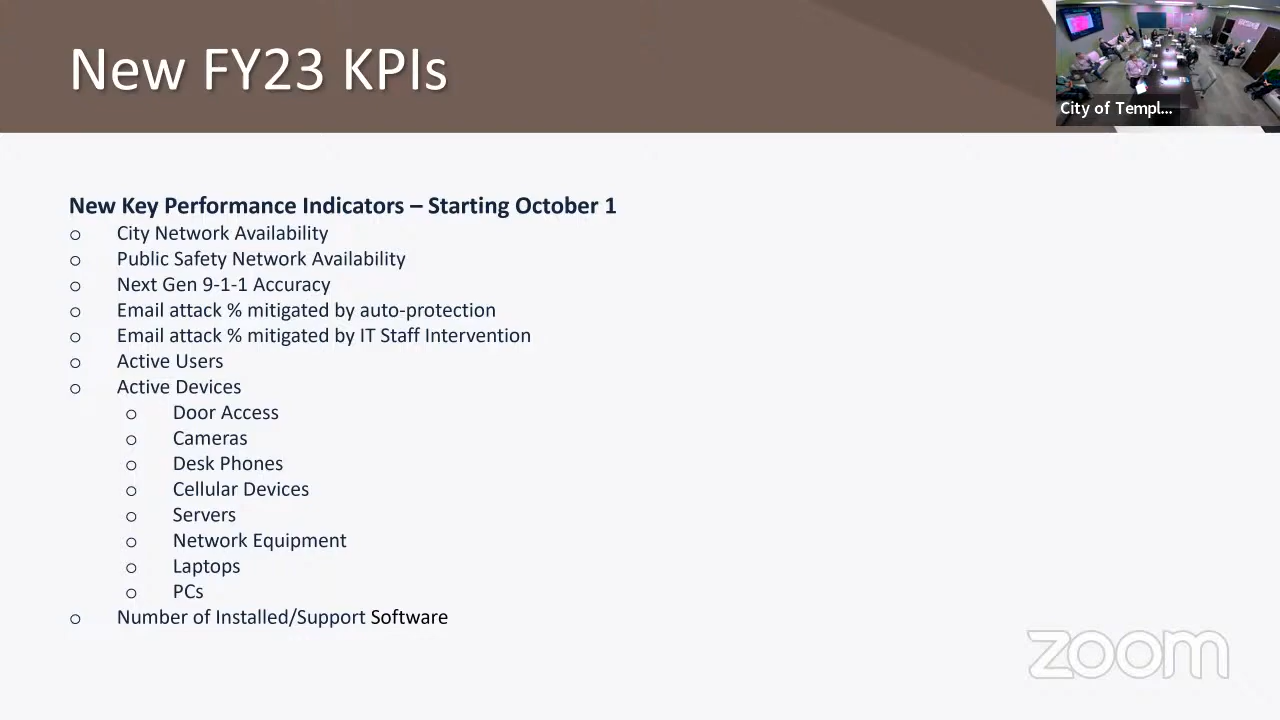 New FY23 KPIs
City of Templ...
New Key Performance Indicators – Starting October 1
o City Network Availability
o Public Safety Network Availability
o Next Gen 9-1-1 Accuracy
o Email attack % mitigated by auto-protection
o Email attack % mitigated by IT Staff Intervention
o Active Users
o Active Devices
o Door Access
o Cameras
o Desk Phones
o Cellular Devices
o Servers
o Network Equipment
o Laptops
o PCs
o Number of Installed/Support Software
zoom